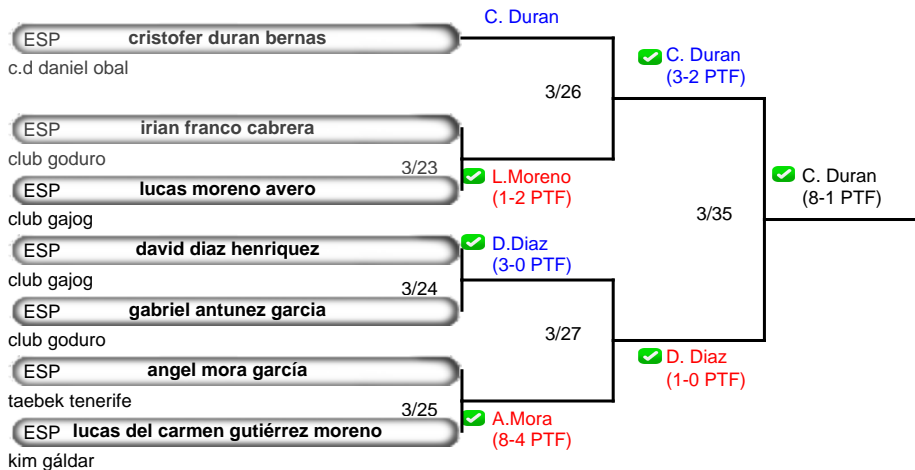 C. Duran
ESP cristofer duran bernas
c.d daniel obal
C. Duran
(3-2 PTF)
3/26
ESP irian franco cabrera
club goduro
3/23
L.Moreno
(1-2 PTF)
ESP lucas moreno avero
club gajog
C. Duran
(8-1 PTF)
3/35
ESP david diaz henriquez
club gajog
D.Diaz
(3-0 PTF)
3/24
ESP gabriel antunez garcia
club goduro
3/27
D. Diaz
(1-0 PTF)
ESP angel mora garcía
taebek tenerife
3/25
A.Mora
(8-4 PTF)
ESP lucas del carmen gutiérrez moreno
kim gáldar